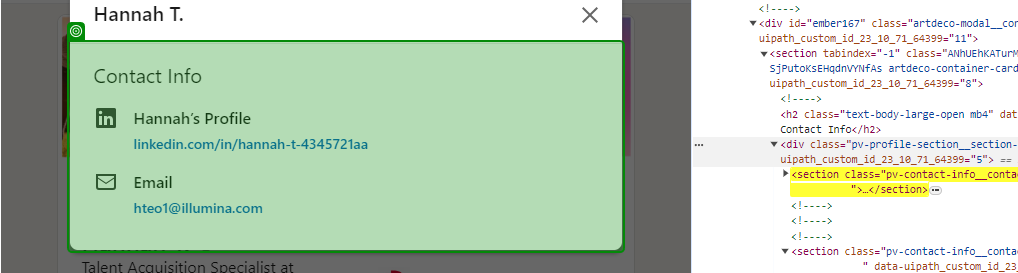 Hannah T.
Contact Info
Hannah's Profile
linkedin.com/in/hannah-t-4345721aa
Email
hteo1@illumina.com
Talent Acquisition Specialist at
<!---->
<div id="ember167" class="artdeco-modal__con
uipath_custom_id_23_10_71_64399="11">
<section tabindex="-1" class="ANhUEhKATurM
SjPutoKsEHqdnVYNfAs artdeco-container-card
uipath_custom_id_23_10_71_64399="8">
<!---->
<h2 class="text-body-large-open mb4" dat
Contact Info</h2>
<div class="pv-profile-section__section-
uipath_custom_id_23_10_71_64399="5"> ==
<section class="pv-contact-info__contac
">…</section>
<!---->
<!---->
<!---->
<section class="pv-contact-info__contac
" data-uipath_custom_id_23_10_71